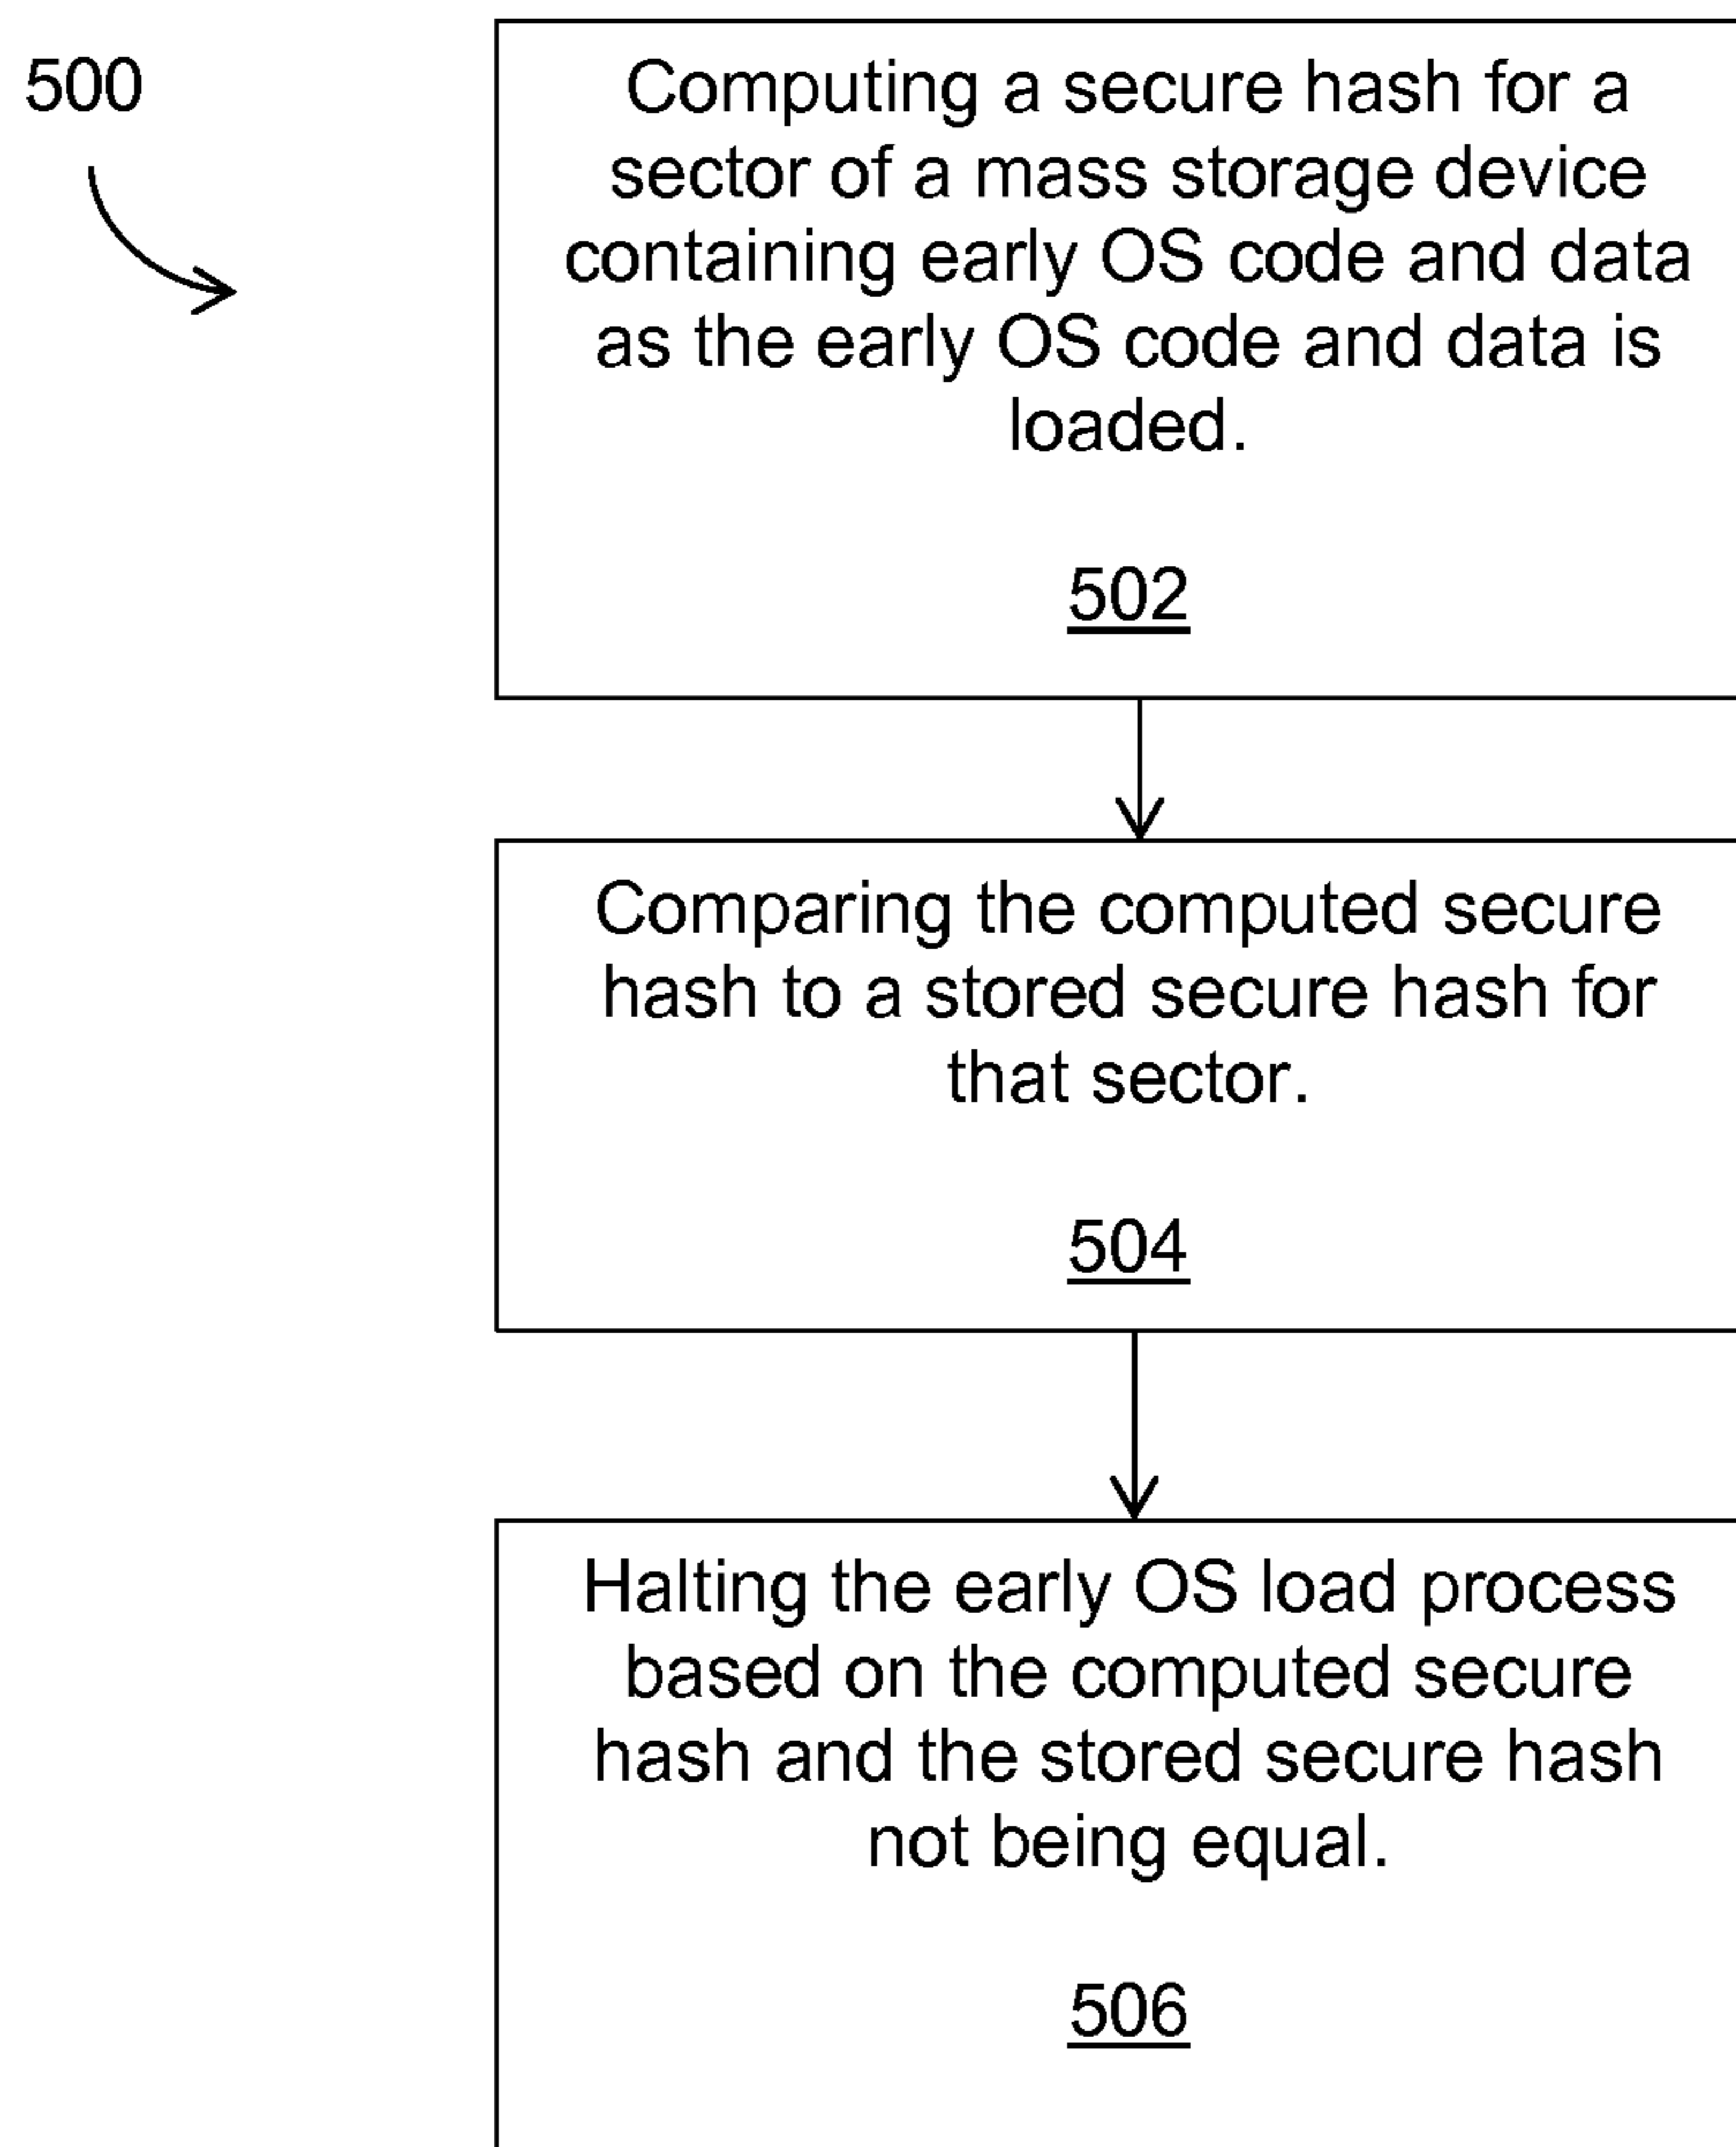 500
Computing a secure hash for a
sector of a mass storage device
containing early OS code and data
as the early OS code and data is
loaded.
502
Comparing the computed secure
hash to a stored secure hash for
that sector.
504
Halting the early OS load process
based on the computed secure
hash and the stored secure hash
not being equal.
506